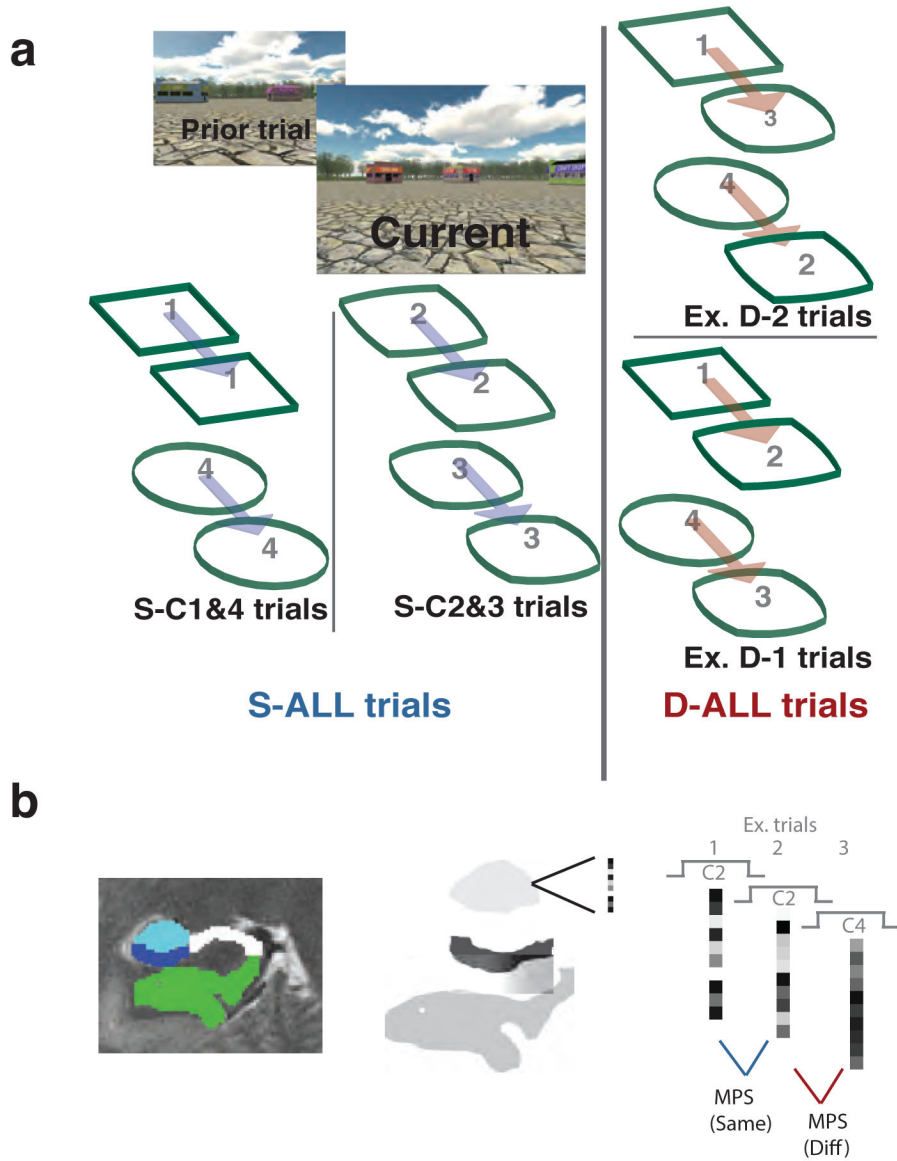 a
Prior trial
Current
1
3
4
2
Ex. D-2 trials
1
1
4
4
S-C1&4 trials
2
2
3
3
S-C2&3 trials
1
2
4
3
Ex. D-1 trials
S-ALL trials
D-ALL trials
b
Ex. trials
1 2 3
C2
C2
C4
MPS
(Same)
MPS
(Diff)